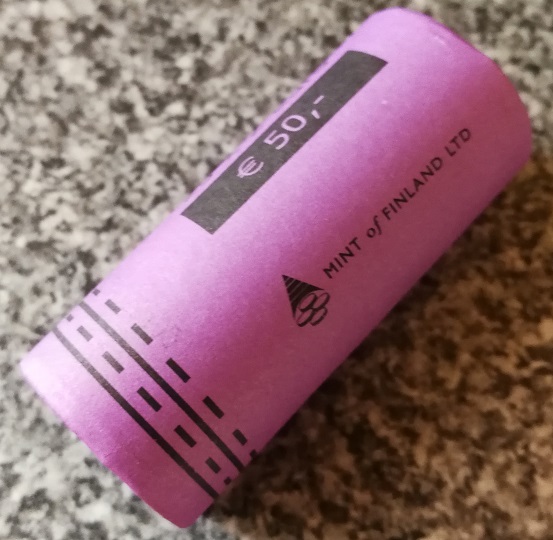 € 50,-
MINT of FINLAND LTD